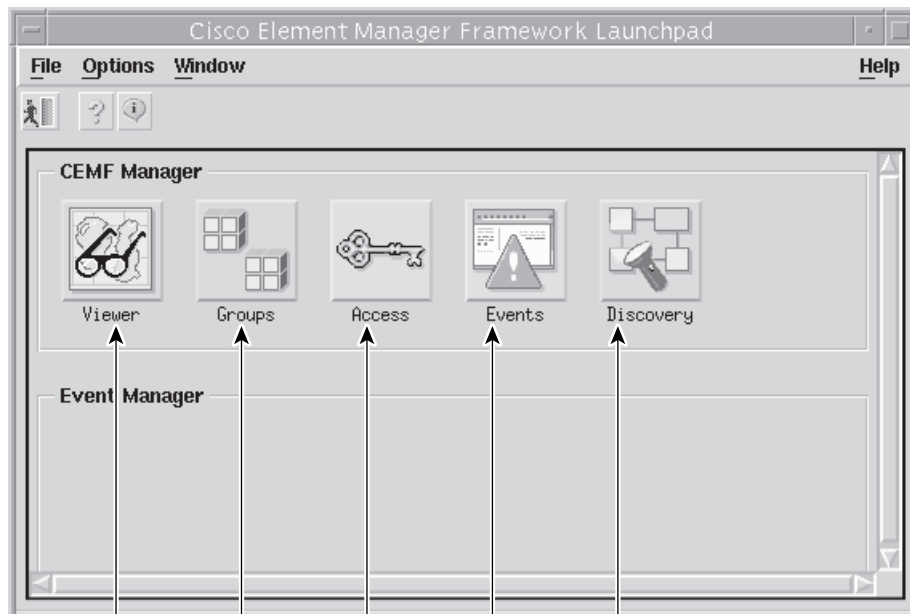 Cisco Element Manager Framework Launchpad
File Options Window Help
CEMF Manager
Viewer Groups Access Events Discovery
Event Manager